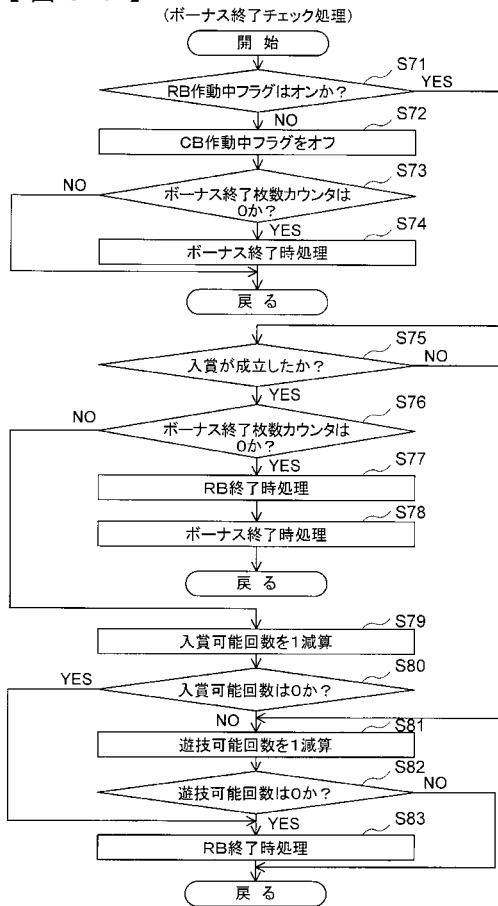 (ボーナス終了チェック処理)
開 始
S71
RB作動中フラグはオンか?
YES
NO
S72
CB作動中フラグをオフ
S73
NO
ボーナス終了枚数カウンタは
0か?
YES
S74
ボーナス終了時処理
戻 る
S75
入賞が成立したか?
NO
YES
S76
NO
ボーナス終了枚数カウンタは
0か?
YES
S77
RB終了時処理
S78
ボーナス終了時処理
戻 る
S79
入賞可能回数を1減算
S80
YES
入賞可能回数は0か?
NO
S81
遊技可能回数を1減算
S82
遊技可能回数は0か?
NO
YES
S83
RB終了時処理
戻 る